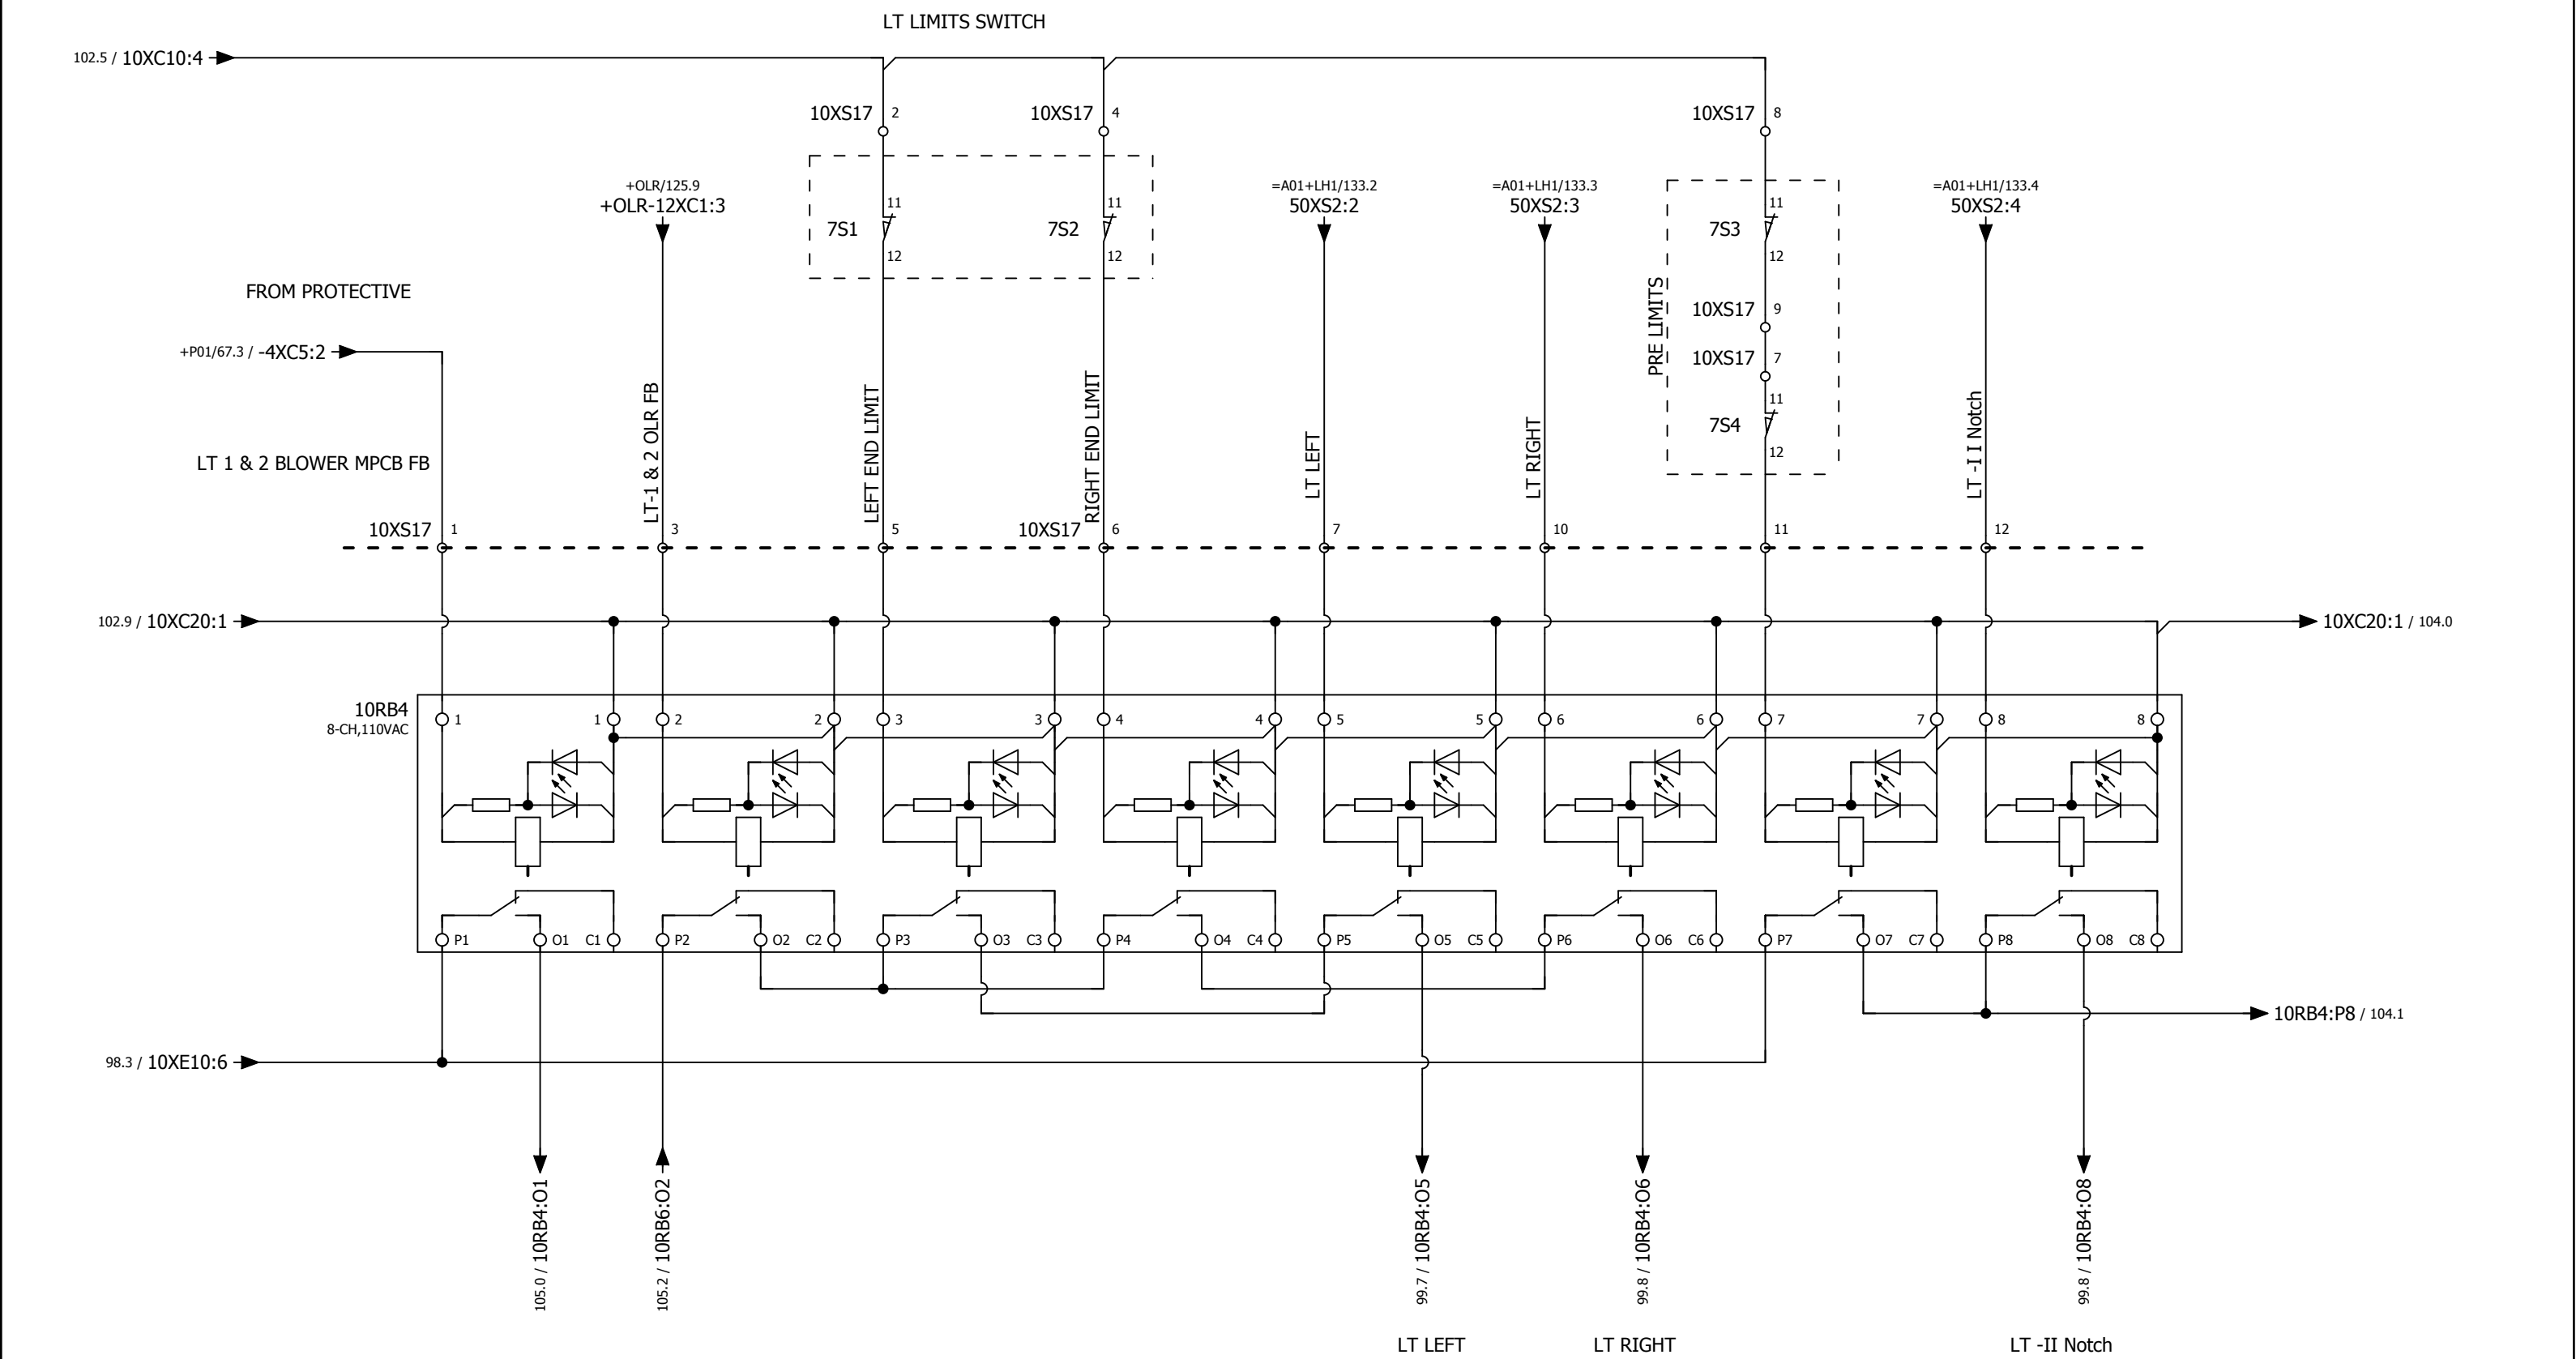 LT LIMITS SWITCH
102.5 / 10XC10:4
10XS17 2
10XS17 4
10XS17 8
+OLR/125.9
+OLR-12XC1:3
=A01+LH1/133.2
50XS2:2
=A01+LH1/133.3
50XS2:3
=A01+LH1/133.4
50XS2:4
11
7S1
12
11
7S2
12
11
7S3
12
PRE LIMITS
10XS17 9
10XS17 7
11
7S4
12
FROM PROTECTIVE
+P01/67.3 / -4XC5:2
LT 1 & 2 BLOWER MPCB FB
LT-1 & 2 OLR FB
LEFT END LIMIT
RIGHT END LIMIT
LT LEFT
LT RIGHT
LT -I I Notch
10XS17 1 3 5 10XS17 6 7 10 11 12
102.9 / 10XC20:1
10XC20:1 / 104.0
10RB4
8-CH,110VAC
1 1 2 2 3 3 4 4 5 5 6 6 7 7 8 8
P1 O1 C1 P2 O2 C2 P3 O3 C3 P4 O4 C4 P5 O5 C5 P6 O6 C6 P7 O7 C7 P8 O8 C8
10RB4:P8 / 104.1
98.3 / 10XE10:6
105.0 / 10RB4:O1
105.2 / 10RB6:O2
99.7 / 10RB4:O5
99.8 / 10RB4:O6
99.8 / 10RB4:O8
LT LEFT
LT RIGHT
LT -II Notch